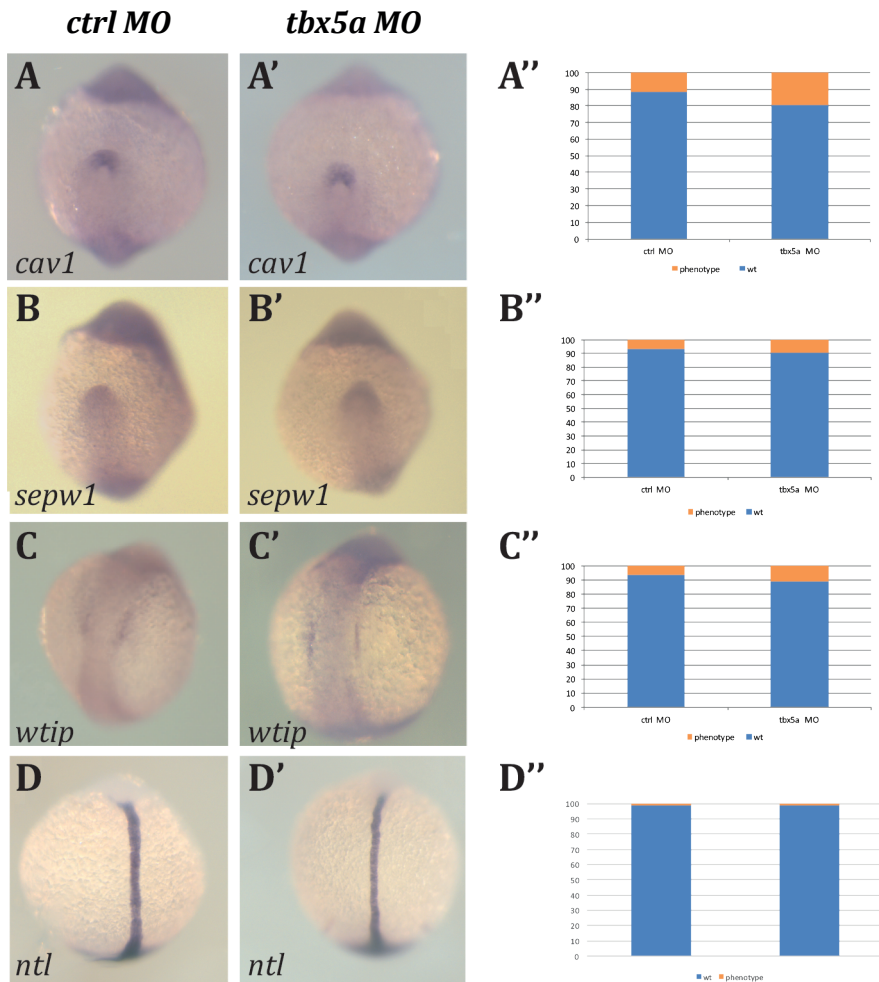 ctrl MO tbx5a MO
A
cav1
A'
cav1
A''
100
90
80
70
60
50
40
30
20
10
0
ctrl MO tbx5a MO
phenotype wt
B
sepw1
B'
sepw1
B''
100
90
80
70
60
50
40
30
20
10
0
ctrl MO tbx5a MO
phenotype wt
C
wtip
C'
wtip
C''
100
90
80
70
60
50
40
30
20
10
0
ctrl MO tbx5a MO
phenotype wt
D
ntl
D'
ntl
D''
100
90
80
70
60
50
40
30
20
10
0
wt phenotype